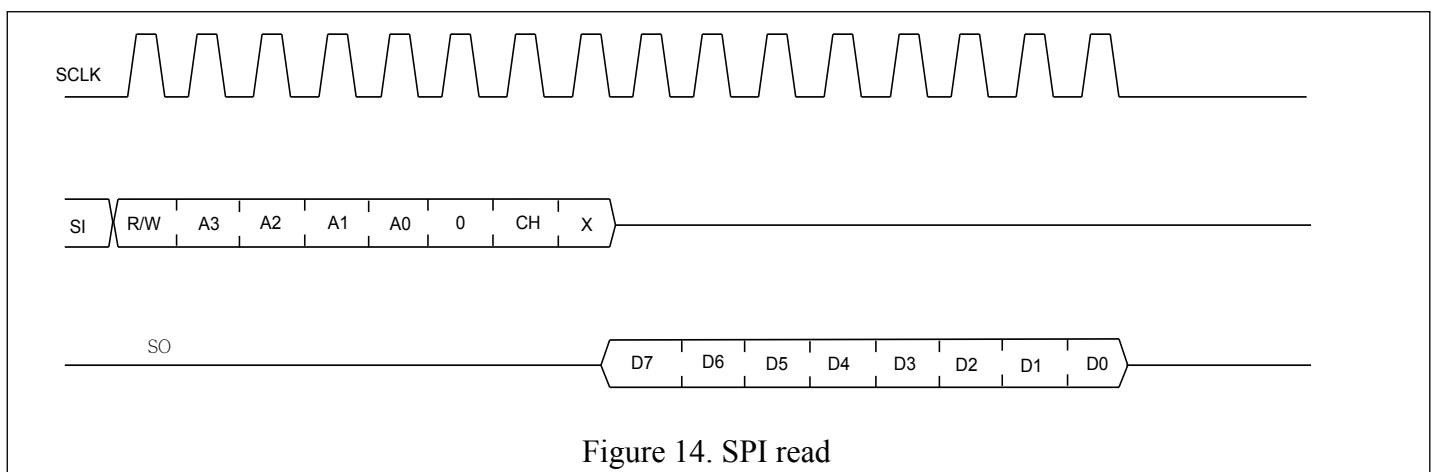 SCLK
SI R/W A3 A2 A1 A0 0 CH X
SO
D7 D6 D5 D4 D3 D2 D1 D0
Figure 14. SPI read